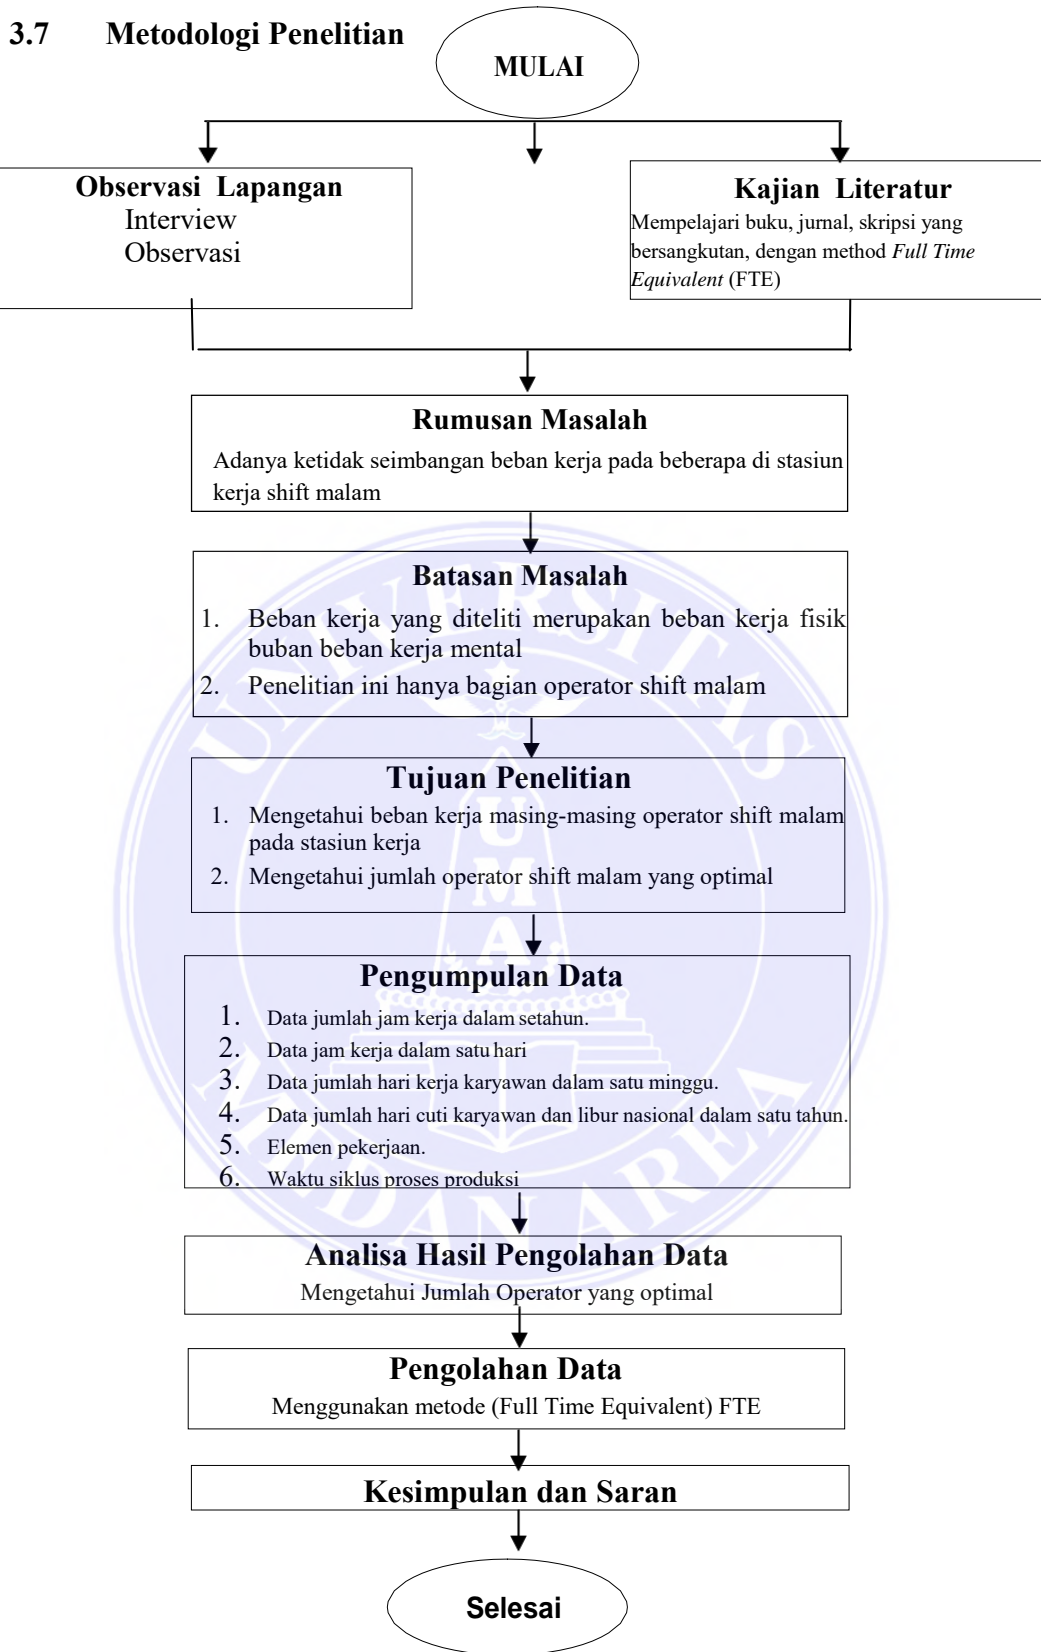 3.7 Metodologi Penelitian
MULAI
Observasi Lapangan
Interview
Observasi
Kajian Literatur
Mempelajari buku, jurnal, skripsi yang
bersangkutan, dengan method Full Time
Equivalent (FTE)
Rumusan Masalah
Adanya ketidak seimbangan beban kerja pada beberapa di stasiun
kerja shift malam
Batasan Masalah
1. Beban kerja yang diteliti merupakan beban kerja fisik
buban beban kerja mental
2. Penelitian ini hanya bagian operator shift malam
Tujuan Penelitian
1. Mengetahui beban kerja masing-masing operator shift malam
pada stasiun kerja
2. Mengetahui jumlah operator shift malam yang optimal
Pengumpulan Data
1. Data jumlah jam kerja dalam setahun.
2. Data jam kerja dalam satu hari
3. Data jumlah hari kerja karyawan dalam satu minggu.
4. Data jumlah hari cuti karyawan dan libur nasional dalam satu tahun.
5. Elemen pekerjaan.
6. Waktu siklus proses produksi
Analisa Hasil Pengolahan Data
Mengetahui Jumlah Operator yang optimal
Pengolahan Data
Menggunakan metode (Full Time Equivalent) FTE
Kesimpulan dan Saran
Selesai
UNIVERSITAS
UMA
MEDAN AREA